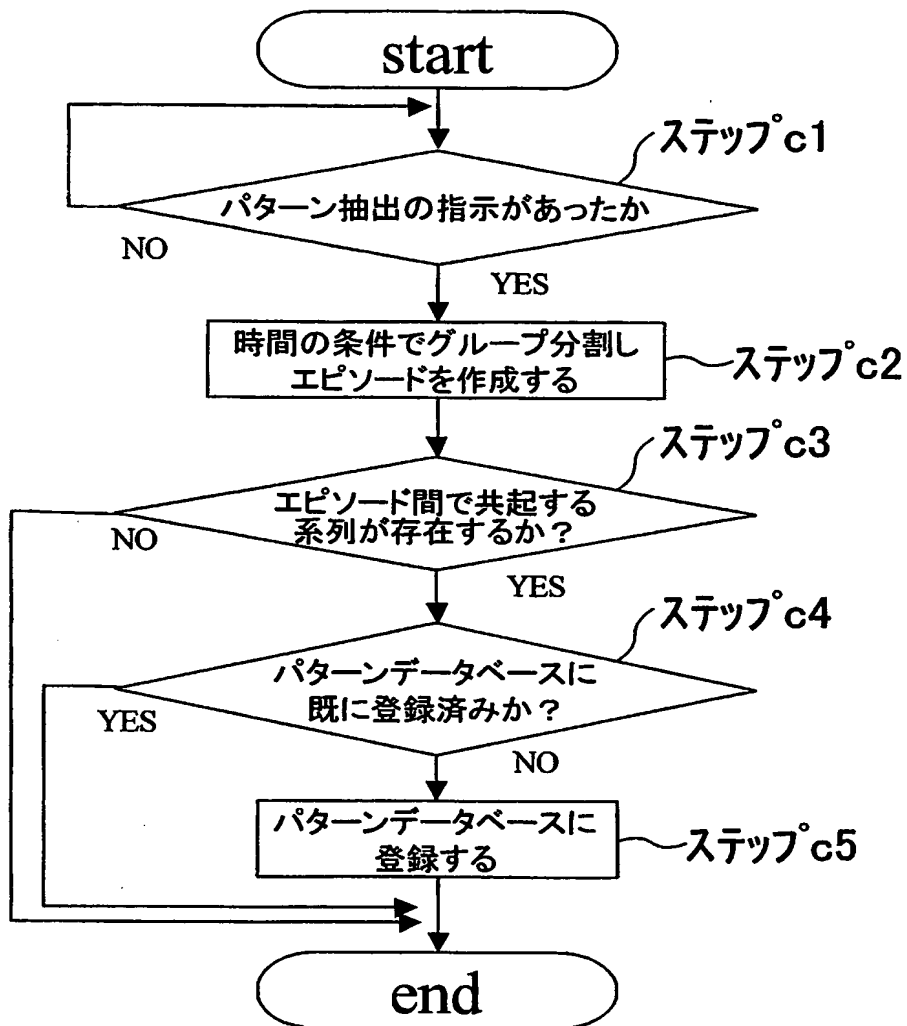 start
ステップc1
パターン抽出の指示があったか
NO
YES
時間の条件でグループ分割し
エピソードを作成する
ステップc2
ステップc3
エピソード間で共起する
系列が存在するか？
NO
YES
ステップc4
パターンデータベースに
既に登録済みか？
YES
NO
パターンデータベースに
登録する
ステップc5
end